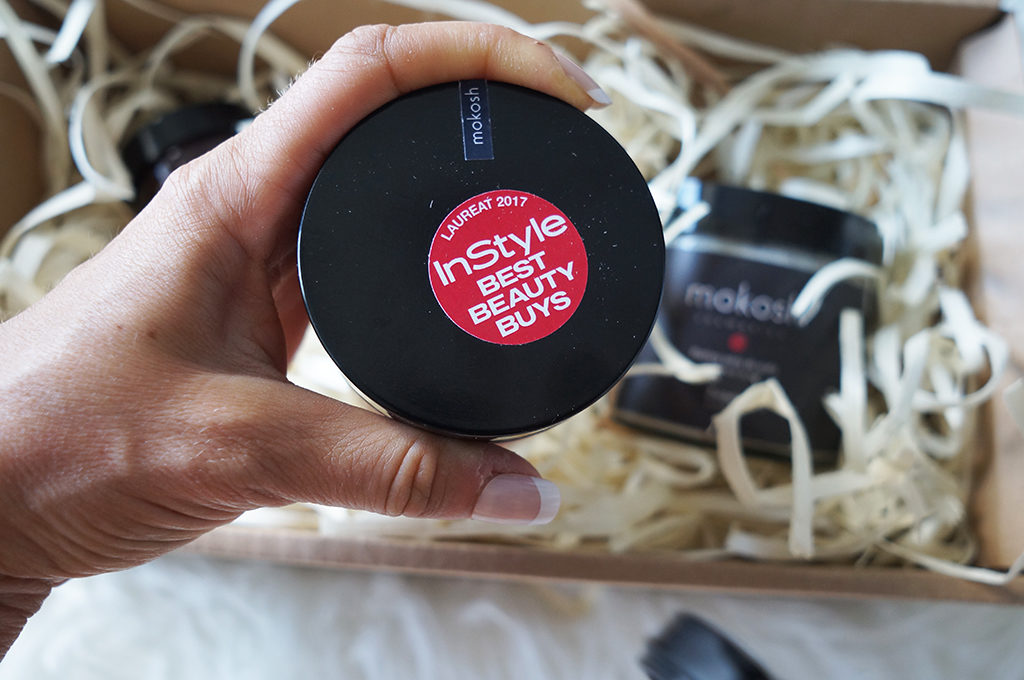 mokosh
LAUREAT 2017
InStyle
BEST
BEAUTY
BUYS
mokosh